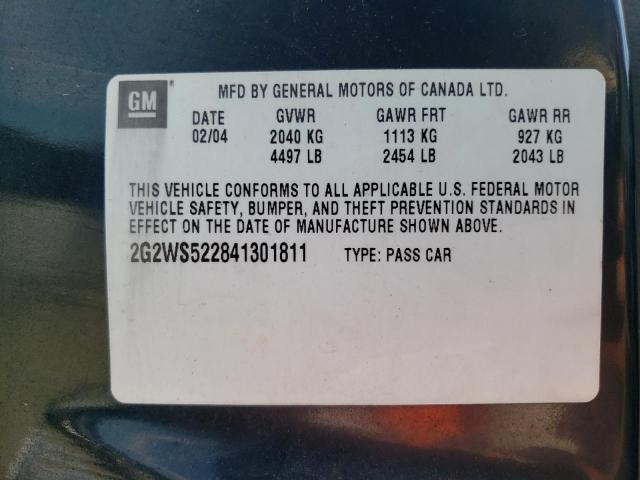 GM®
MFD BY GENERAL MOTORS OF CANADA LTD.
DATE GVWR GAWR FRT GAWR RR
02/04 2040 KG 1113 KG 927 KG
4497 LB 2454 LB 2043 LB
THIS VEHICLE CONFORMS TO ALL APPLICABLE U.S. FEDERAL MOTOR
VEHICLE SAFETY, BUMPER, AND THEFT PREVENTION STANDARDS IN
EFFECT ON THE DATE OF MANUFACTURE SHOWN ABOVE.
2G2WS522841301811 TYPE: PASS CAR